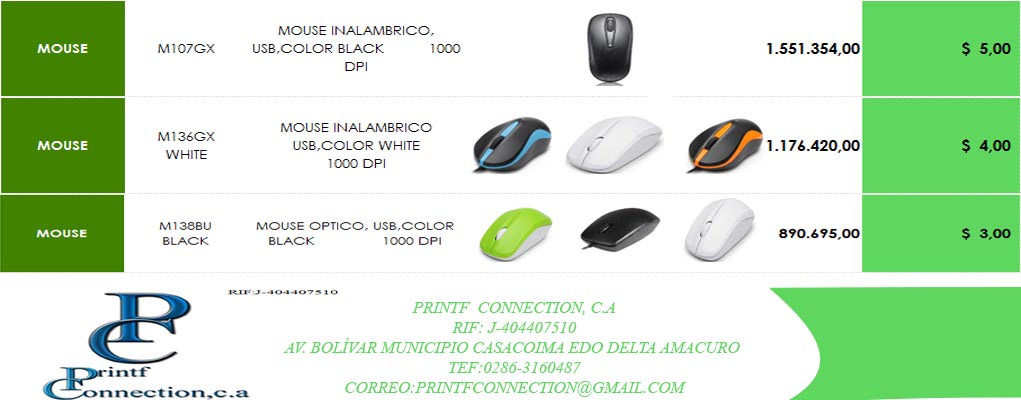 MOUSE
M107GX
MOUSE INALAMBRICO,
USB,COLOR BLACK 1000
DPI
1.551.354,00
$ 5,00
MOUSE
M136GX
WHITE
MOUSE INALAMBRICO
USB,COLOR WHITE
1000 DPI
1.176.420,00
$ 4,00
MOUSE
M138BU
BLACK
MOUSE OPTICO, USB,COLOR
BLACK 1000 DPI
890.695,00
$ 3,00
RIF:J-404407510
PC
Printf
Connection,c.a
PRINTF CONNECTION, C.A
RIF: J-404407510
AV. BOLÍVAR MUNICIPIO CASACOIMA EDO DELTA AMACURO
TEF:0286-3160487
CORREO:PRINTFCONNECTION@GMAIL.COM